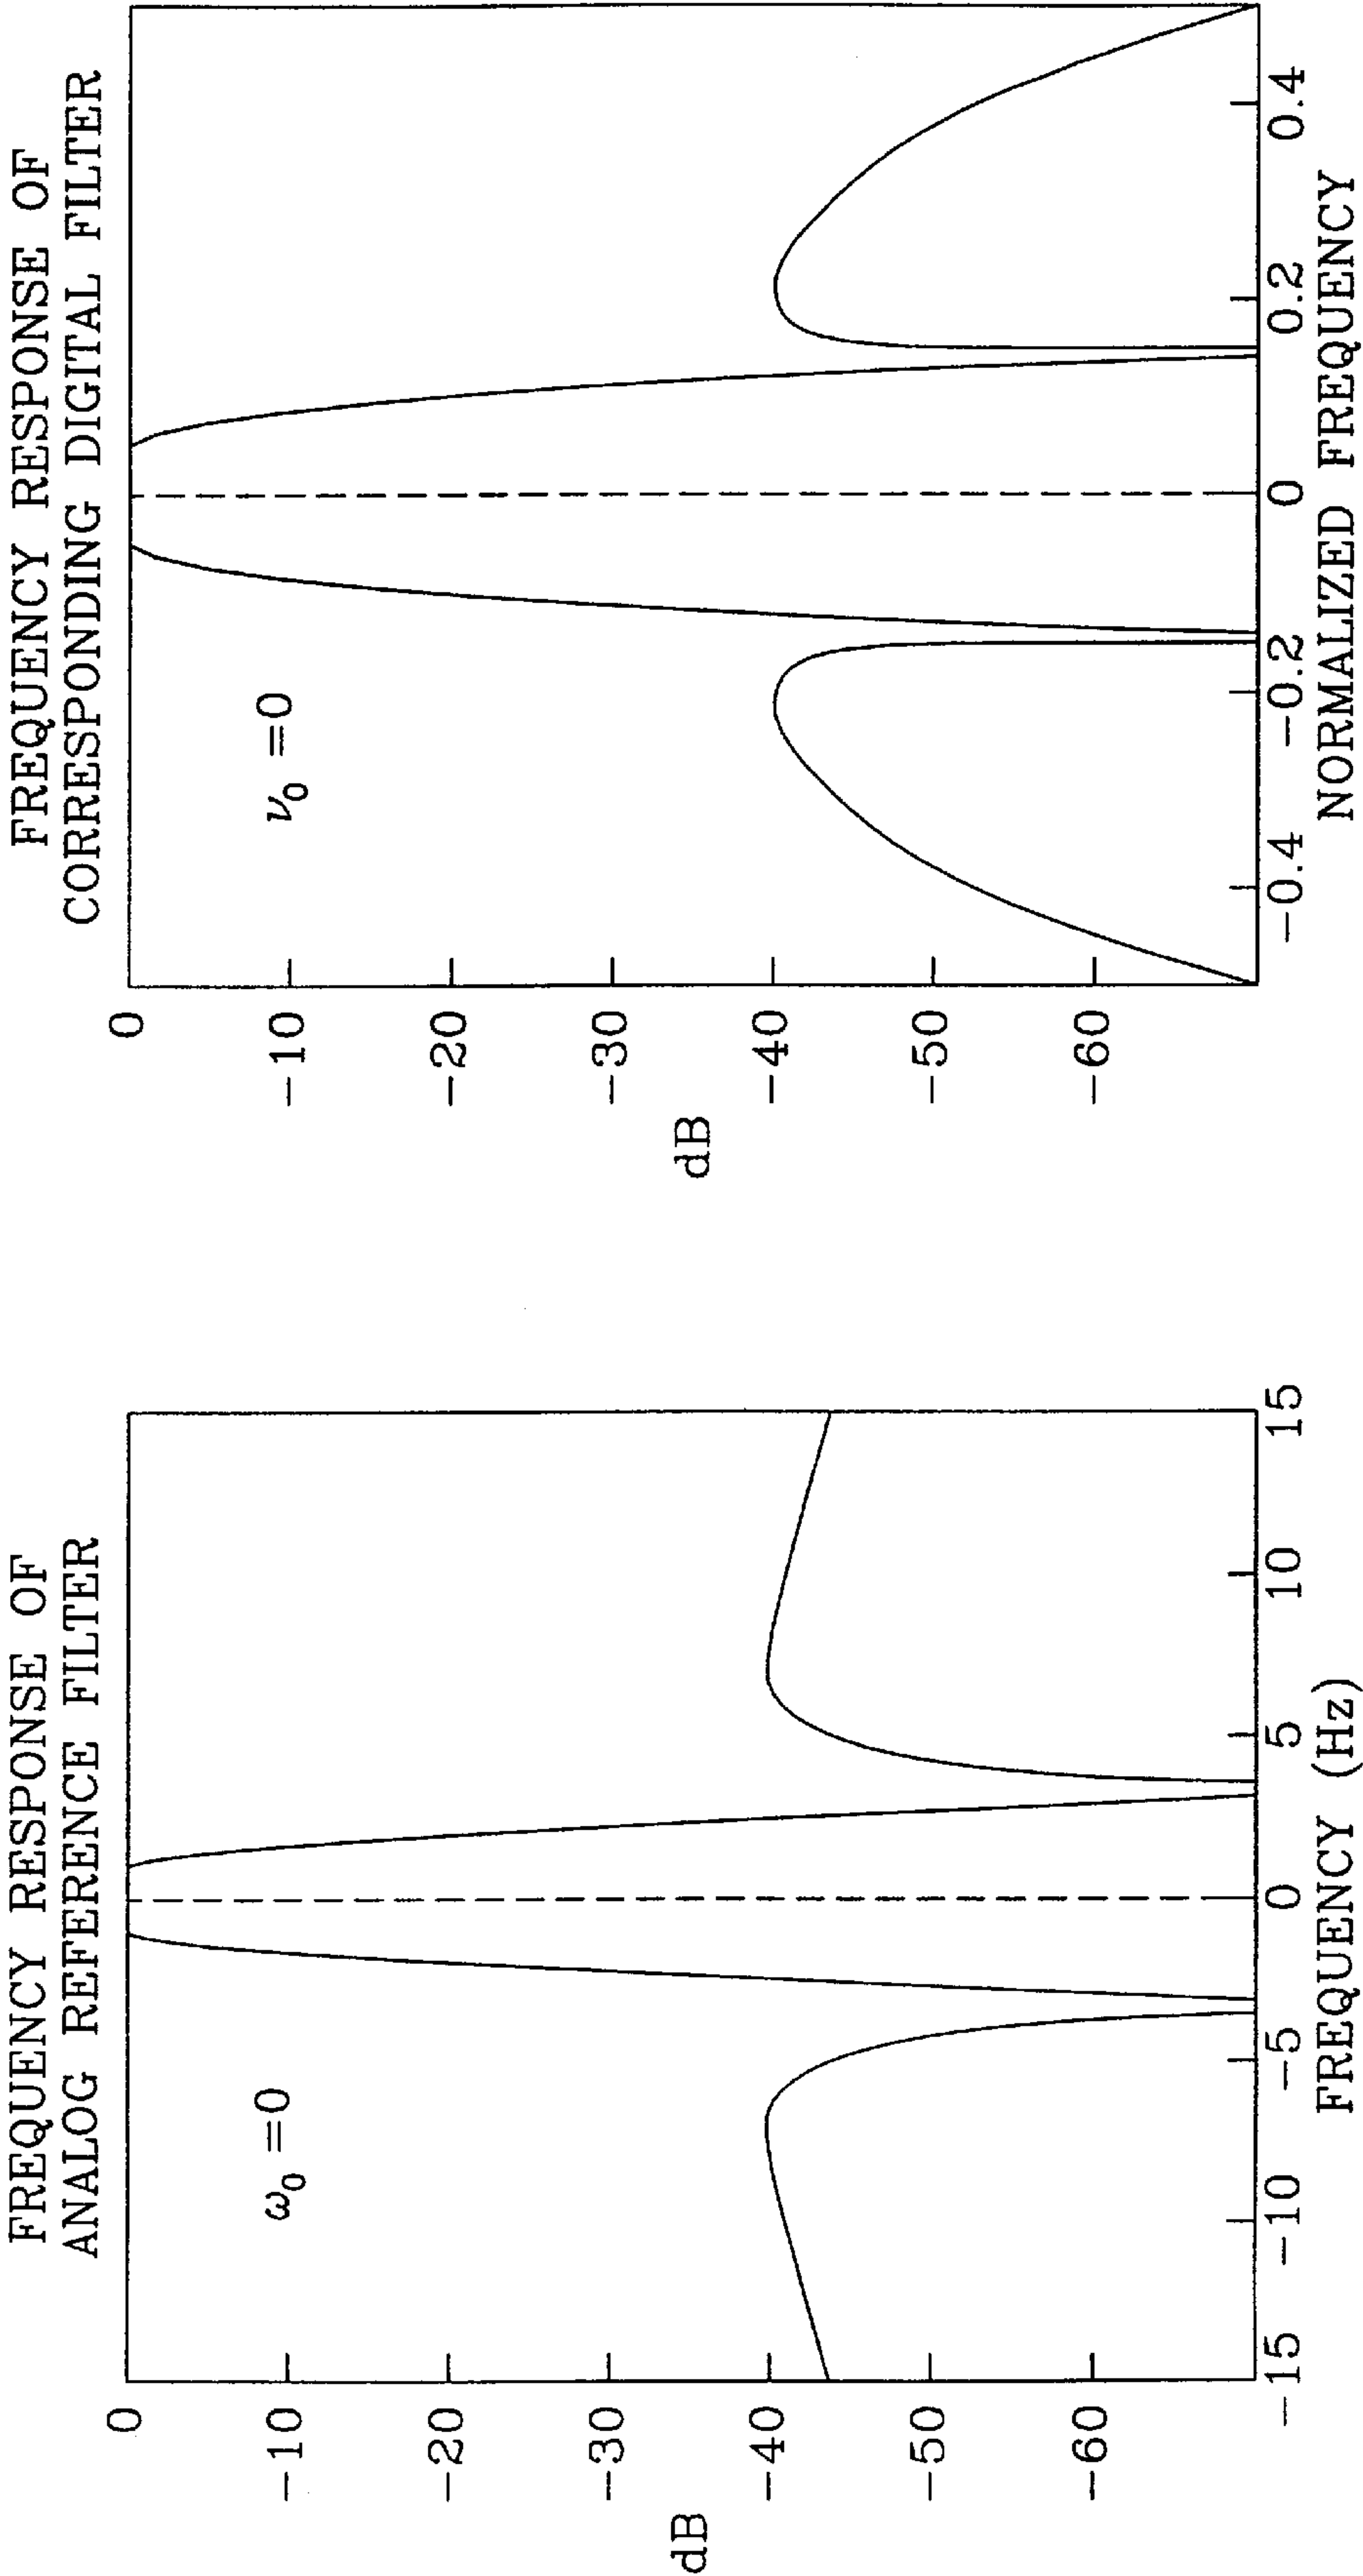 FREQUENCY RESPONSE OF
ANALOG REFERENCE FILTER
ω₀ =0
0
-10
-20
-30
-40
-50
-60
dB
-15 -10 -5 0 5 10 15
FREQUENCY (Hz)
FREQUENCY RESPONSE OF
CORRESPONDING DIGITAL FILTER
ν₀ =0
0
-10
-20
-30
-40
-50
-60
dB
-0.4 -0.2 0 0.2 0.4
NORMALIZED FREQUENCY